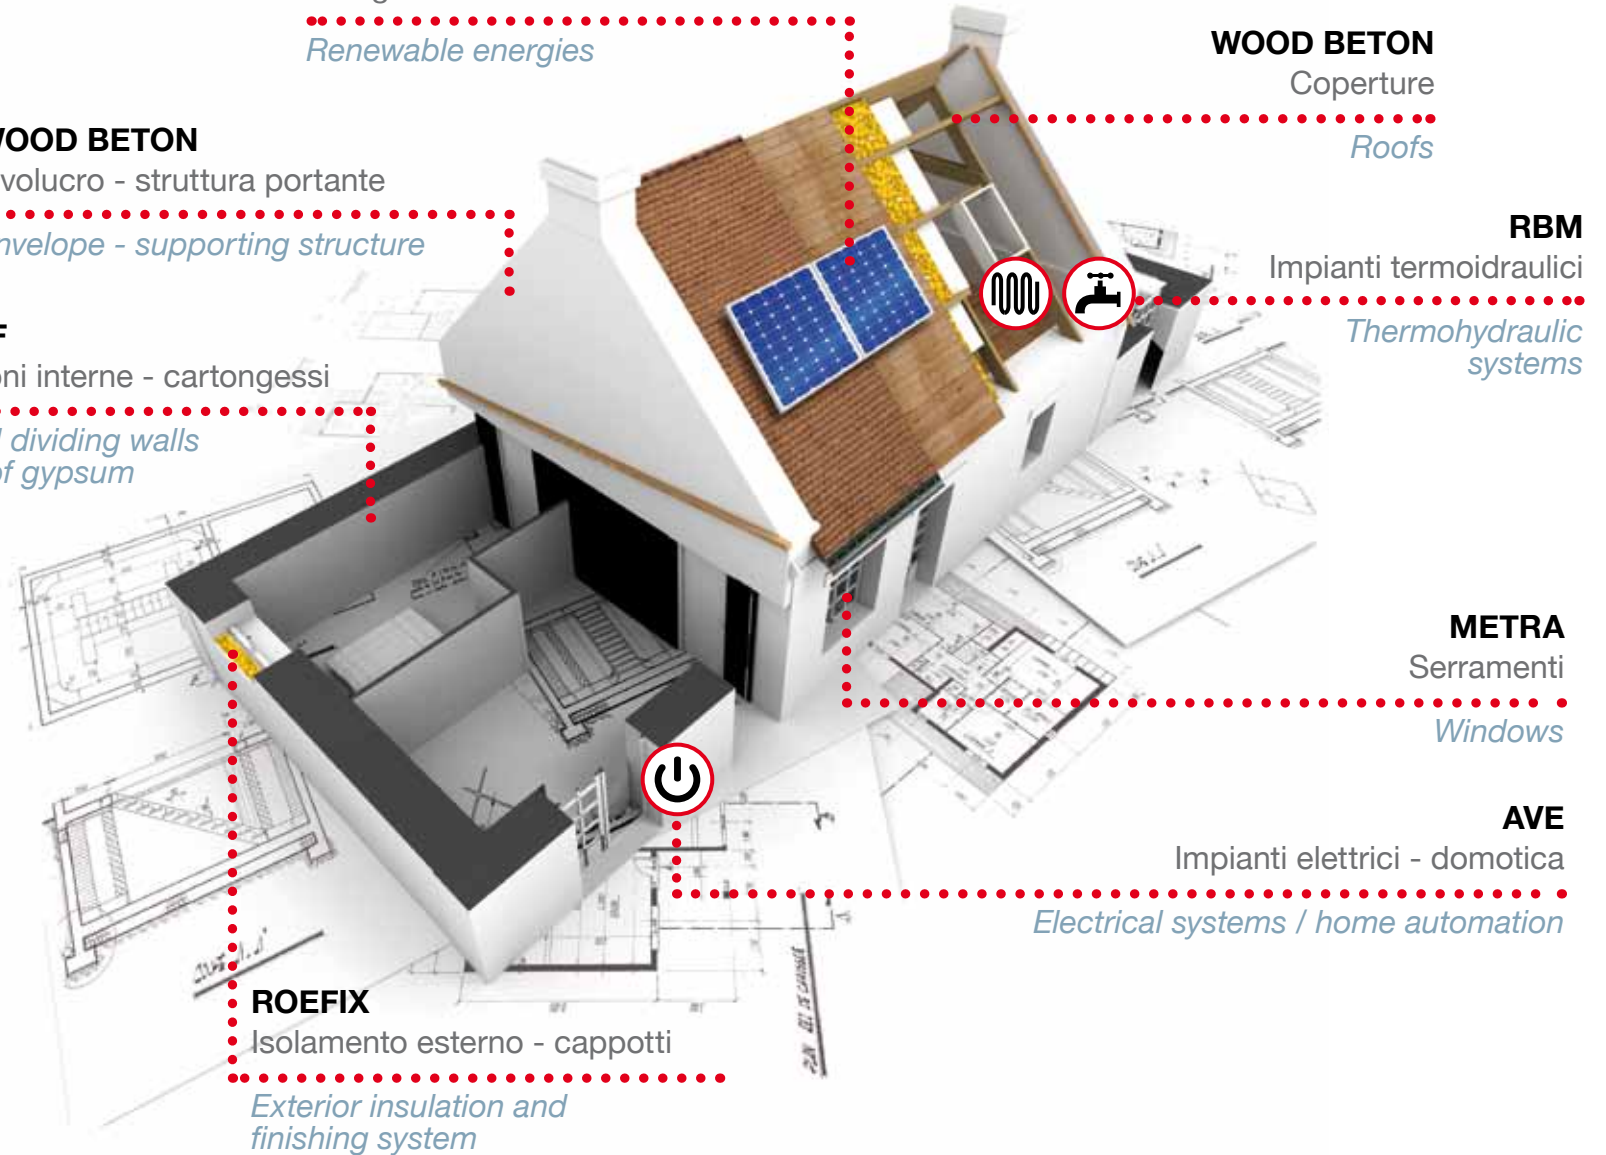 Renewable energies
WOOD BETON
Coperture
Roofs
WOOD BETON
volucro - struttura portante
nvelope - supporting structure
RBM
Impianti termoidraulici
Thermohydraulic
systems
F
ni interne - cartongessi
dividing walls
of gypsum
METRA
Serramenti
Windows
AVE
Impianti elettrici - domotica
Electrical systems / home automation
ROEFIX
Isolamento esterno - cappotti
Exterior insulation and
finishing system